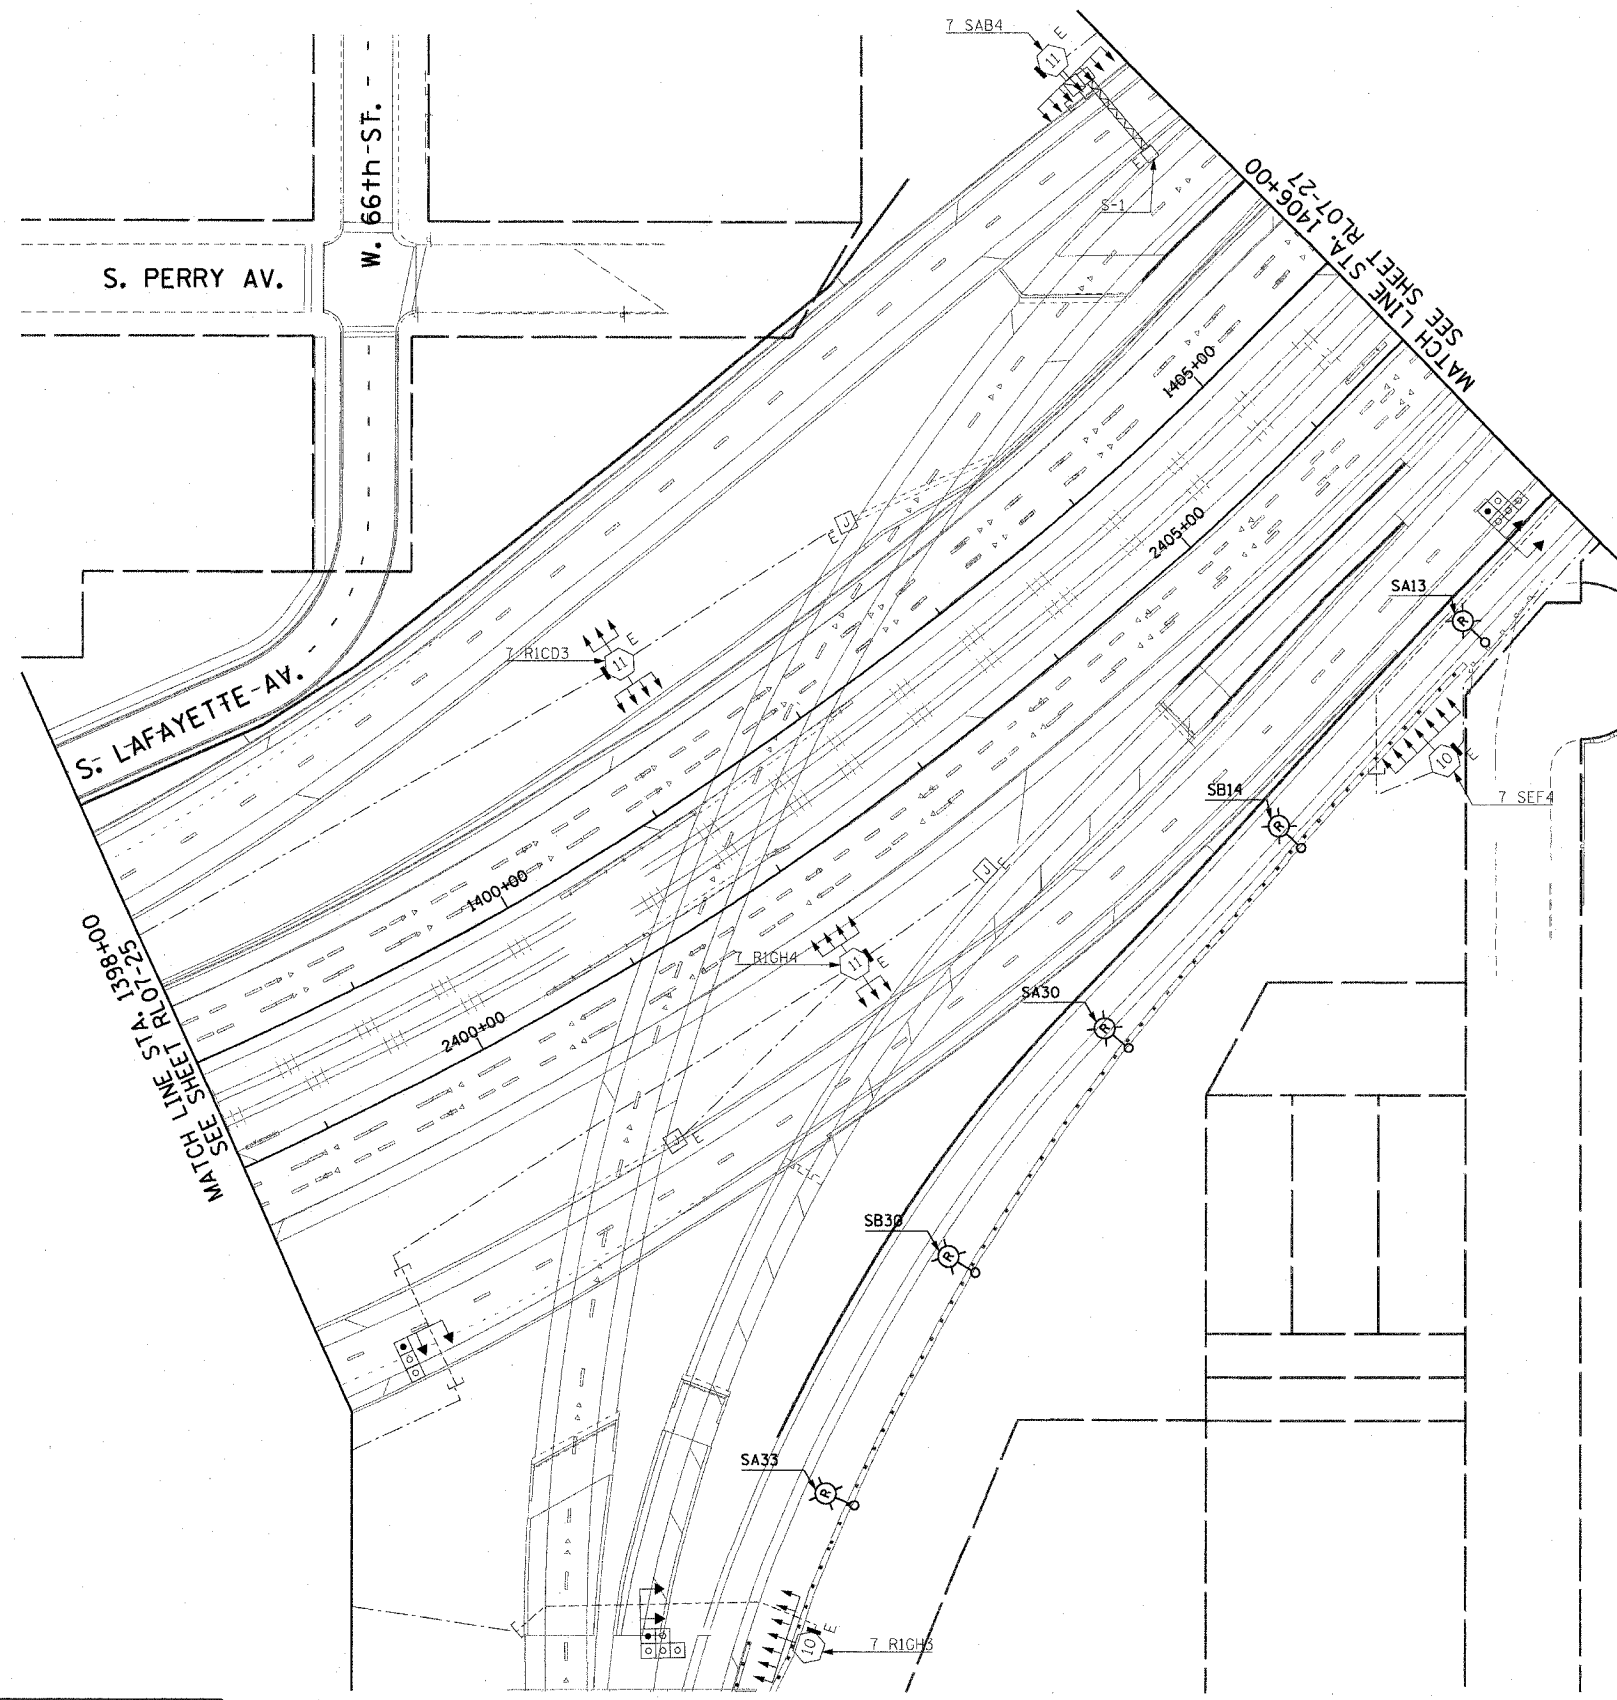 7 SAB4
11
E
W. 66th ST.
S. PERRY AV.
S-1
MATCH LINE STA. 1406+00
SEE SHEET RL07-27
1405+00
J
E
2405+00
SA13
R
7 R1CD3
11
E
S. LAFAYETTE AV.
10
E
7 SEF4
SB14
R
1400+00
J
E
7 R1GH4
11
E
MATCH LINE STA. 1398+00
SEE SHEET RL07-25
2400+00
SA30
R
J
E
SB30
R
SA33
R
E
10
7 R1GH3